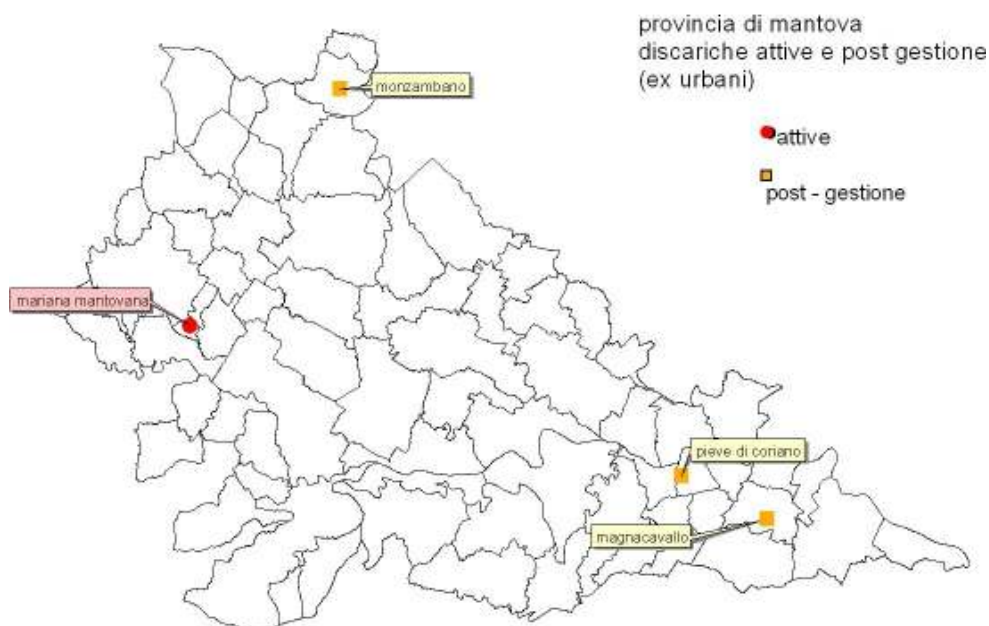 provincia di mantova
discariche attive e post gestione
(ex urbani)
attive
post - gestione
monzambano
mariana mantovana
pieve di coriano
magnacavallo